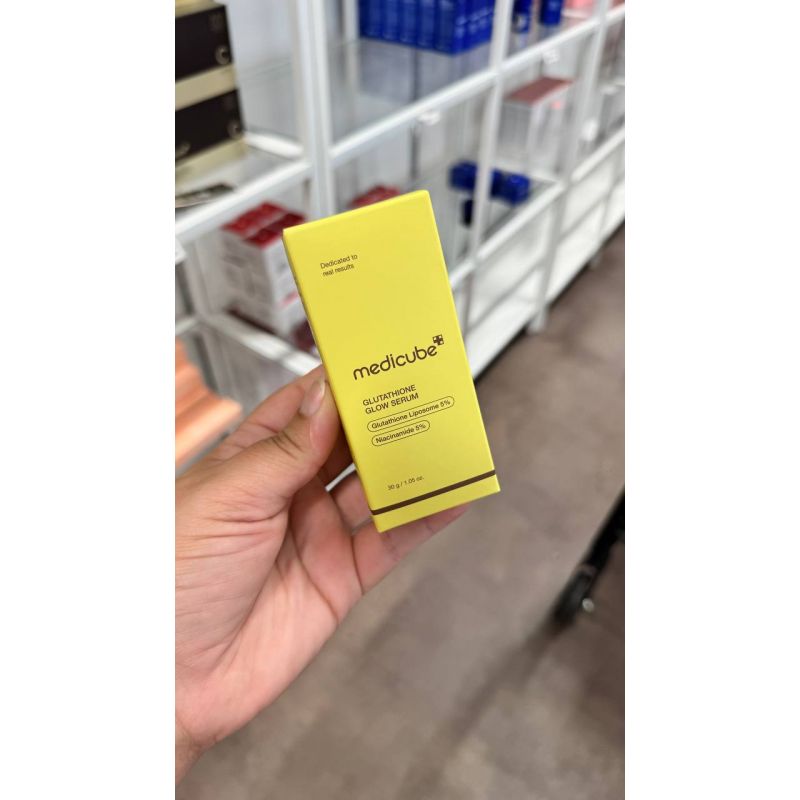 Dedicated to
real results
medicube
GLUTATHIONE
GLOW SERUM
Glutathione Liposome 5%
Niacinamide 5%
30 g / 1.05 oz.